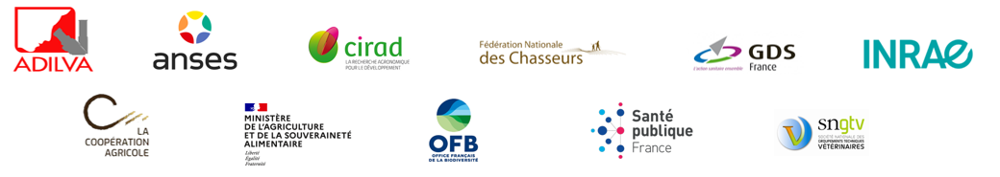 ADILVA
anses
cirad
LA RECHERCHE AGRONOMIQUE
POUR LE DÉVELOPPEMENT
Fédération Nationale
des Chasseurs
GDS
France
L'action sanitaire ensemble
INRAE
LA
COOPÉRATION
AGRICOLE
MINISTÈRE
DE L'AGRICULTURE
ET DE LA SOUVERAINETÉ
ALIMENTAIRE
Liberté
Égalité
Fraternité
OFB
OFFICE FRANÇAIS
DE LA BIODIVERSITÉ
Santé
publique
France
sngtv
SOCIÉTÉ NATIONALE DES
GROUPEMENTS TECHNIQUES
VÉTÉRINAIRES